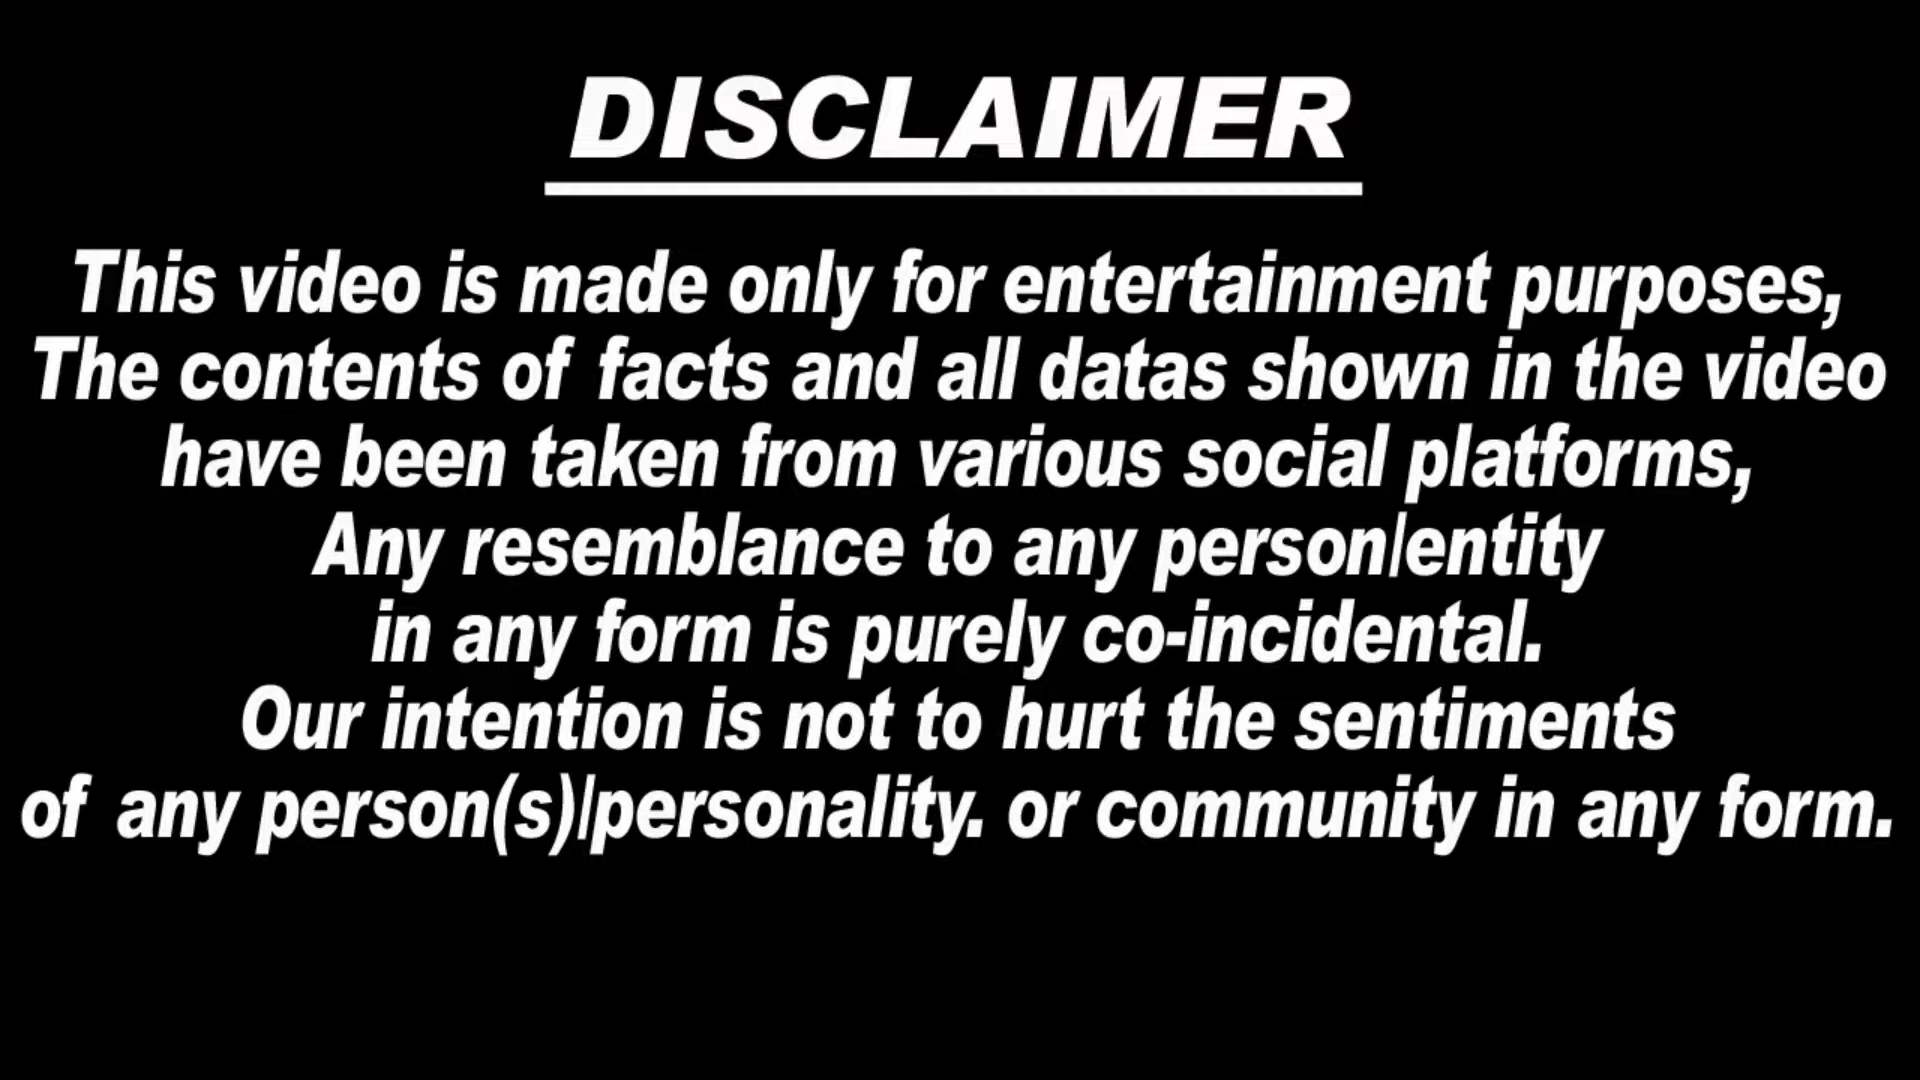 DISCLAIMER
This video is made only for entertainment purposes,
The contents of facts and all datas shown in the video
have been taken from various social platforms,
Any resemblance to any person/entity
in any form is purely co-incidental.
Our intention is not to hurt the sentiments
of any person(s)/personality. or community in any form.